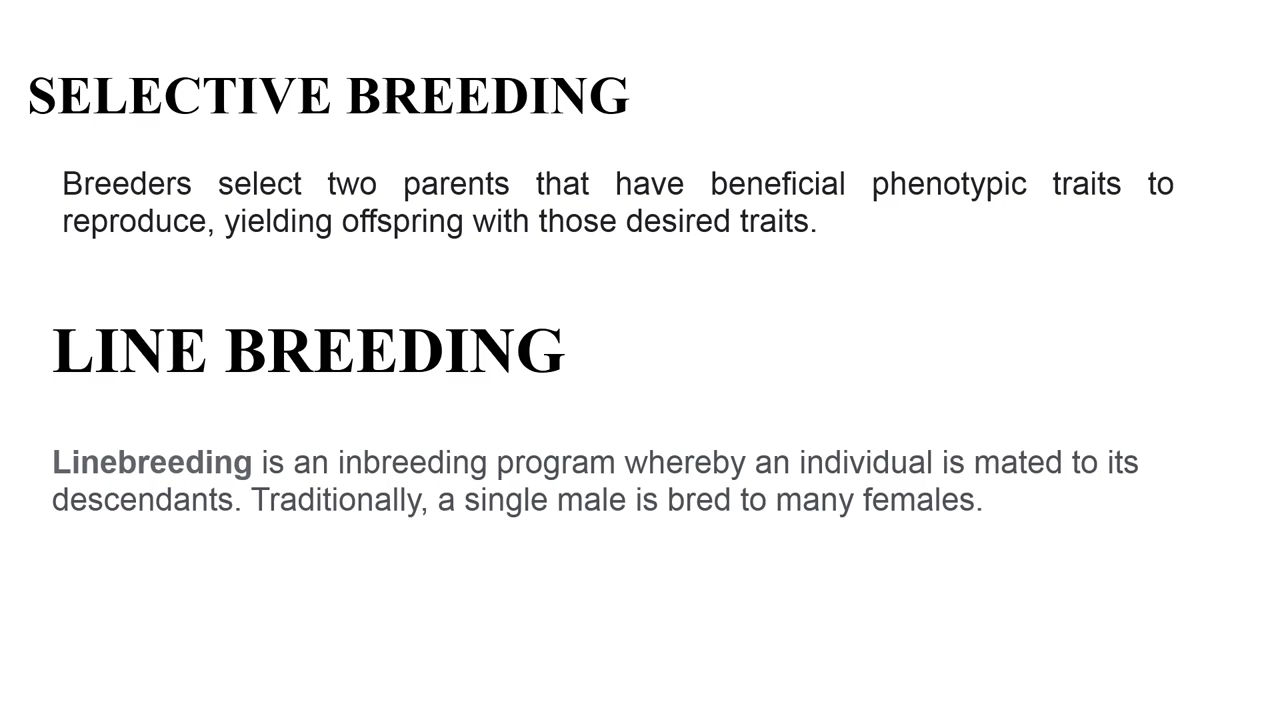 SELECTIVE BREEDING
Breeders select two parents that have beneficial phenotypic traits to
reproduce, yielding offspring with those desired traits.
LINE BREEDING
Linebreeding is an inbreeding program whereby an individual is mated to its
descendants. Traditionally, a single male is bred to many females.